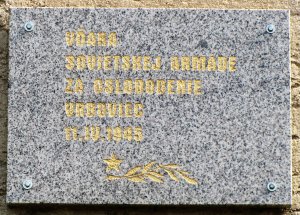 VĎAKA
SOVIETSKEJ ARMÁDE
ZA OSLOBODENIE
VRBOVIEC
11.IV.1945